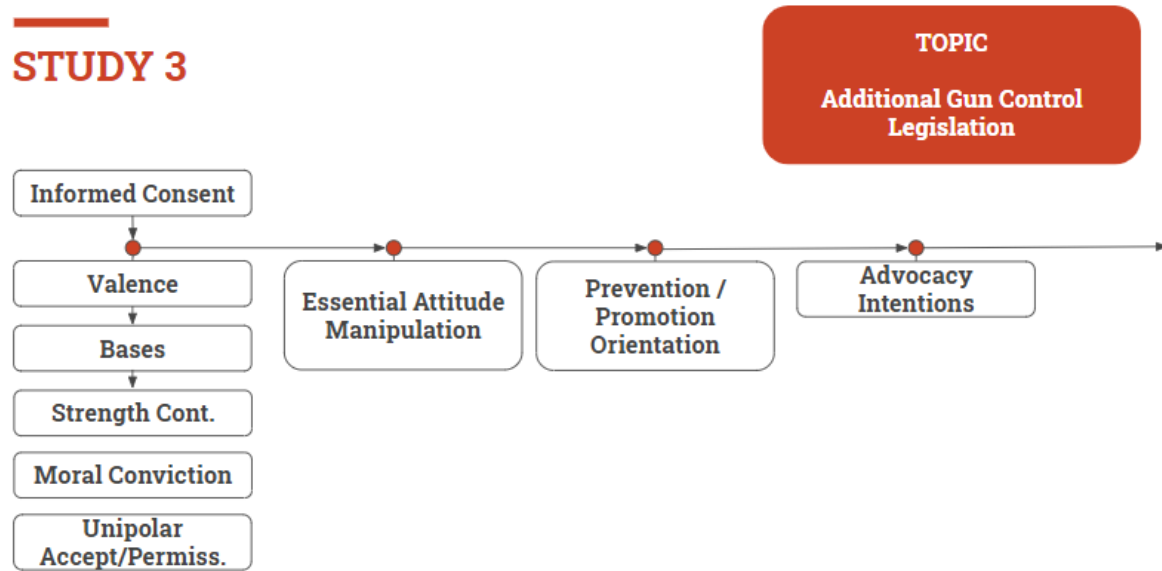 STUDY 3
TOPIC
Additional Gun Control
Legislation
Informed Consent
Valence
Bases
Strength Cont.
Moral Conviction
Unipolar
Accept/Permiss.
Essential Attitude
Manipulation
Prevention /
Promotion
Orientation
Advocacy
Intentions